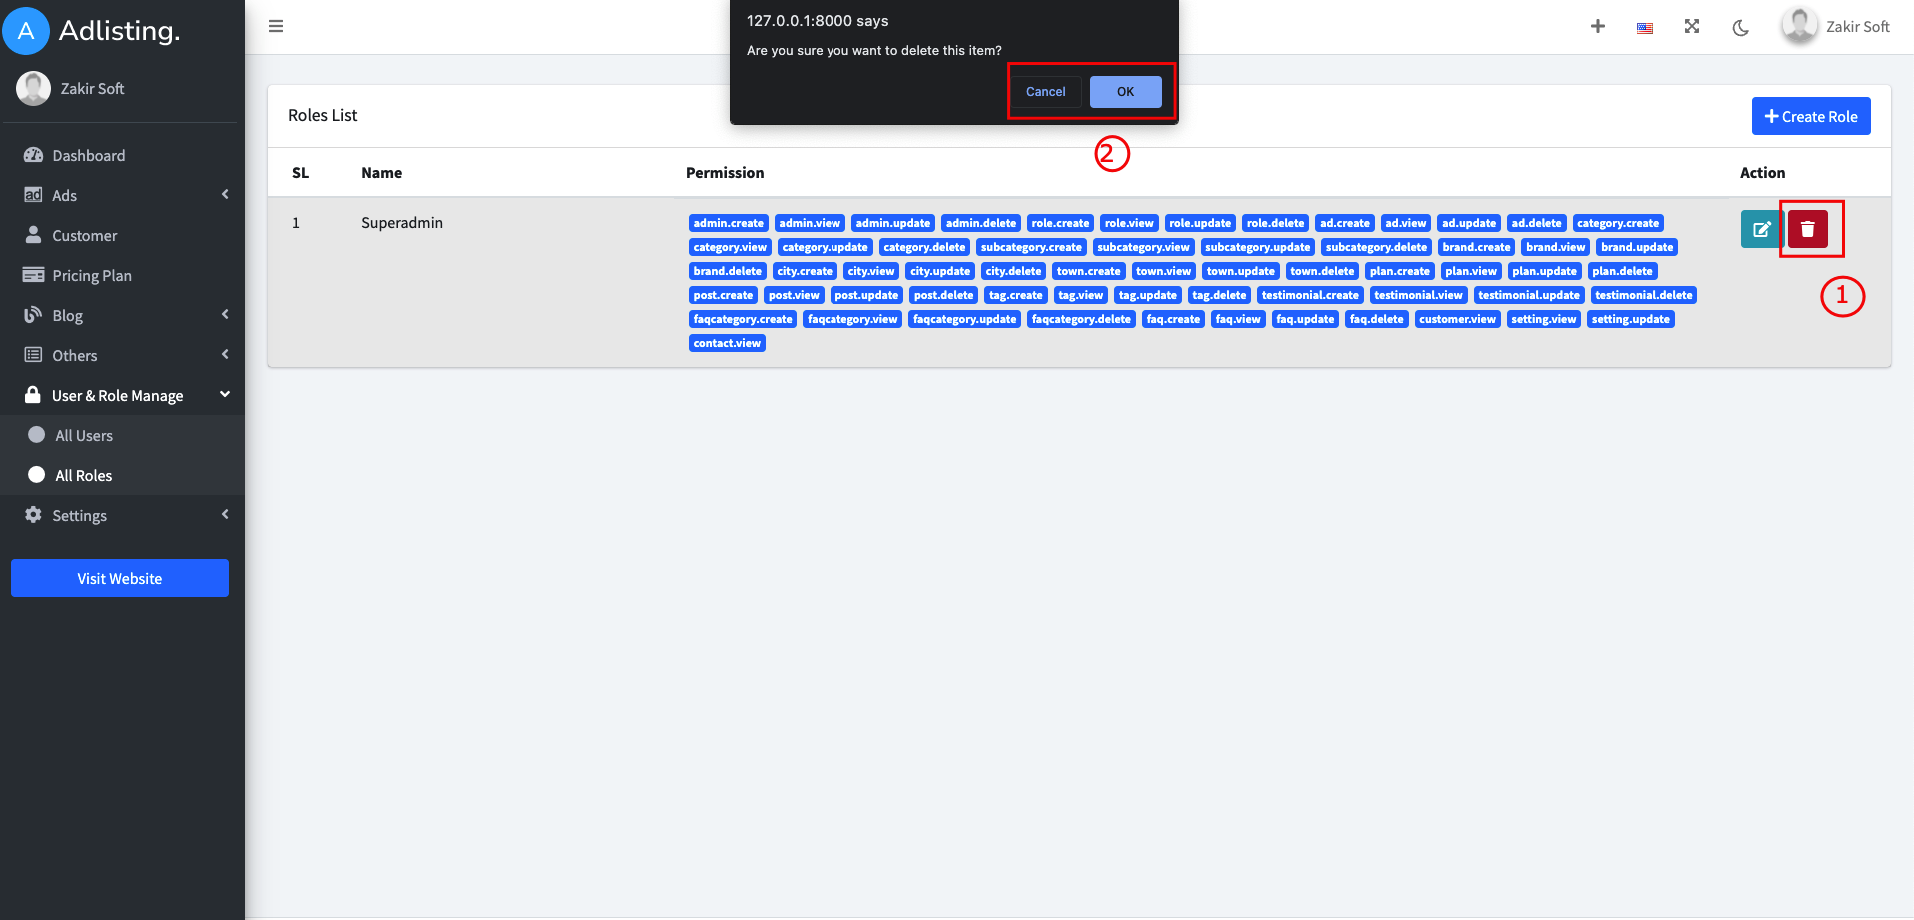 A Adlisting.
Zakir Soft
Dashboard
Ads
Customer
Pricing Plan
Blog
Others
User & Role Manage
All Users
All Roles
Settings
Visit Website
127.0.0.1:8000 says
Are you sure you want to delete this item?
Cancel OK
2
Zakir Soft
Roles List
Create Role
SL Name Permission Action
1 Superadmin
admin.create admin.view admin.update admin.delete role.create role.view role.update role.delete ad.create ad.view ad.update ad.delete category.create
category.view category.update category.delete subcategory.create subcategory.view subcategory.update subcategory.delete brand.create brand.view brand.update
brand.delete city.create city.view city.update city.delete town.create town.view town.update town.delete plan.create plan.view plan.update plan.delete
post.create post.view post.update post.delete tag.create tag.view tag.update tag.delete testimonial.create testimonial.view testimonial.update testimonial.delete
faqcategory.create faqcategory.view faqcategory.update faqcategory.delete faq.create faq.view faq.update faq.delete customer.view setting.view setting.update
contact.view
1